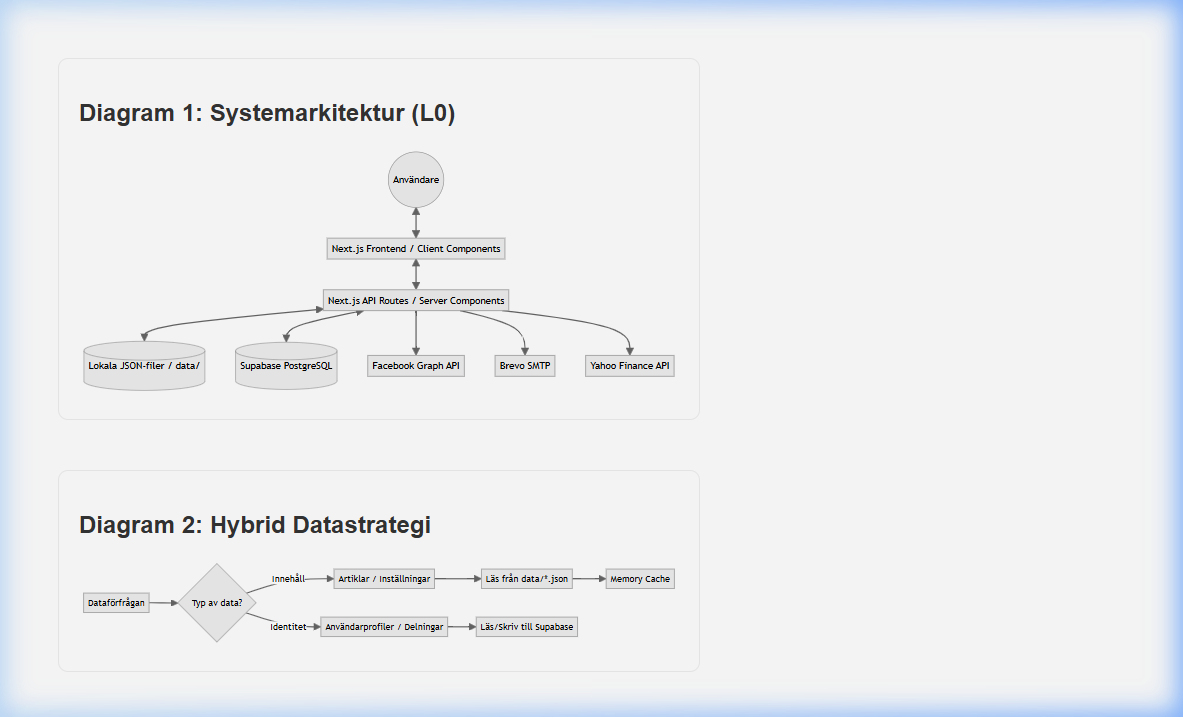 Diagram 1: Systemarkitektur (L0)
Användare
Next.js Frontend / Client Components
Next.js API Routes / Server Components
Lokala JSON-filer / data/
Supabase PostgreSQL
Facebook Graph API
Brevo SMTP
Yahoo Finance API
Diagram 2: Hybrid Datastrategi
Dataförfrågan
Typ av data?
Innehåll
Artiklar / Inställningar
Läs från data/*.json
Memory Cache
Identitet
Användarprofiler / Delningar
Läs/Skriv till Supabase